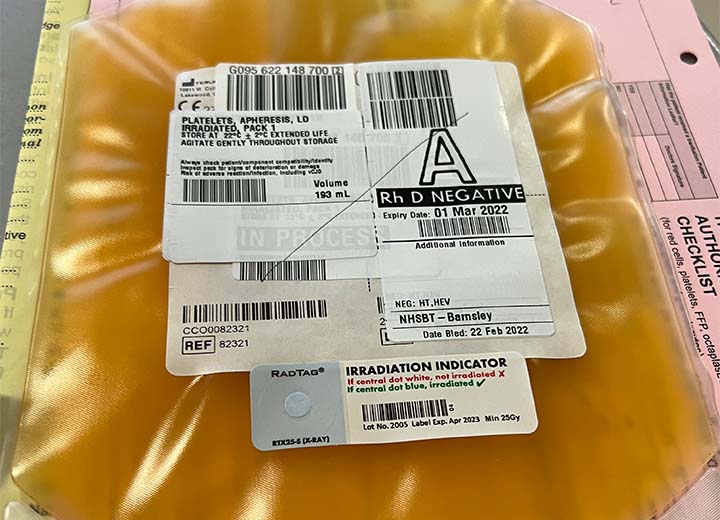 G095 622 148 700
PLATELETS, APHERESIS, LD
IRRADIATED, PACK 1
STORE AT 22°C ± 2°C EXTENDED LIFE
AGITATE GENTLY THROUGHOUT STORAGE
Always check patient/component compatibility/identity
Inspect pack for signs of deterioration or damage
Risk of adverse reaction/infection, including vCJD
Volume
193 mL
IN PROCESS
A
Rh D NEGATIVE
Expiry Date: 01 Mar 2022
Additional Information
NEG: HT,HEV
NHSBT - Barnsley
Date Bled: 22 Feb 2022
CCO0082321
REF 82321
RADTAG®
RTX25-S (X-RAY)
IRRADIATION INDICATOR
If central dot white, not irradiated X
If central dot blue, irradiated ✓
Lot No. 2005 Label Exp. Apr 2023 Min 25Gy
CHECKLIST
(for red cells, platelets, FFP, octaplas